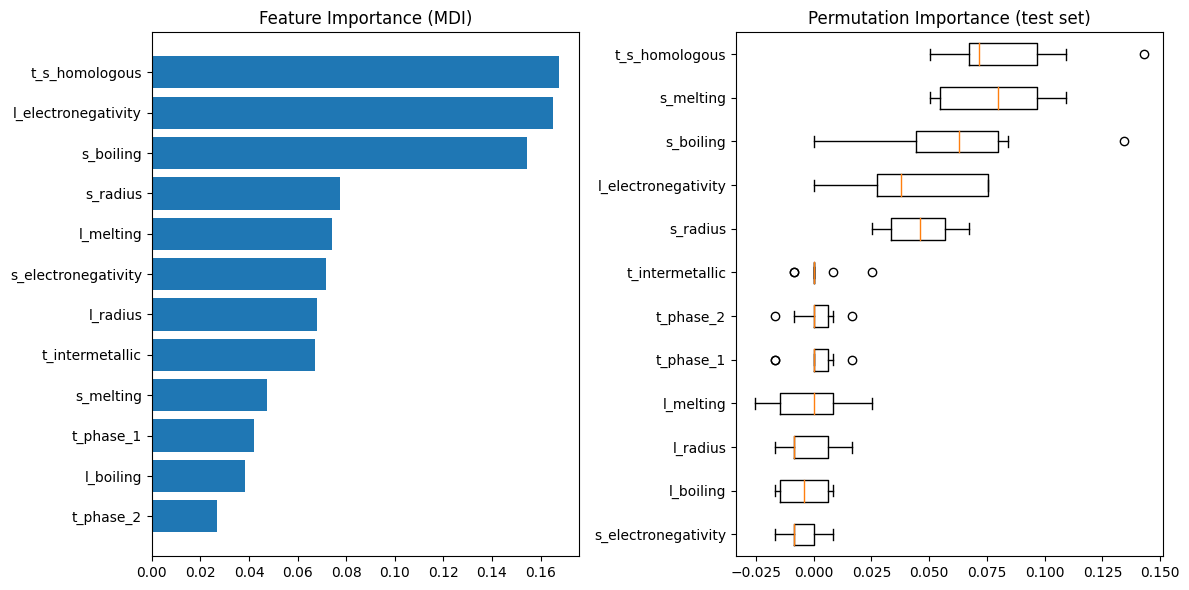 Feature Importance (MDI)
t_s_homologous
l_electronegativity
s_boiling
s_radius
l_melting
s_electronegativity
l_radius
t_intermetallic
s_melting
t_phase_1
l_boiling
t_phase_2
0.00 0.02 0.04 0.06 0.08 0.10 0.12 0.14 0.16
Permutation Importance (test set)
t_s_homologous
s_melting
s_boiling
l_electronegativity
s_radius
t_intermetallic
t_phase_2
t_phase_1
l_melting
l_radius
l_boiling
s_electronegativity
−0.025 0.000 0.025 0.050 0.075 0.100 0.125 0.150